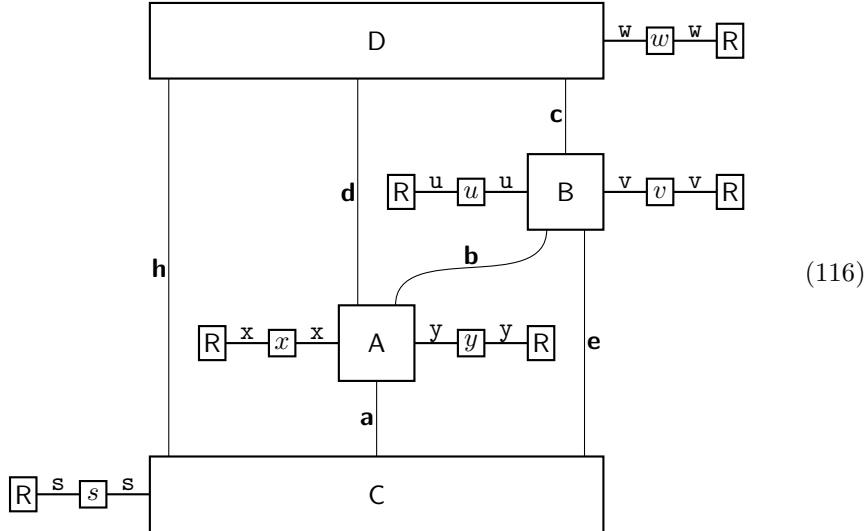 D w w w R
c
R u u u B v v v R
d
b
h (116)
R x x x A y y y R
e
a
R s s s C